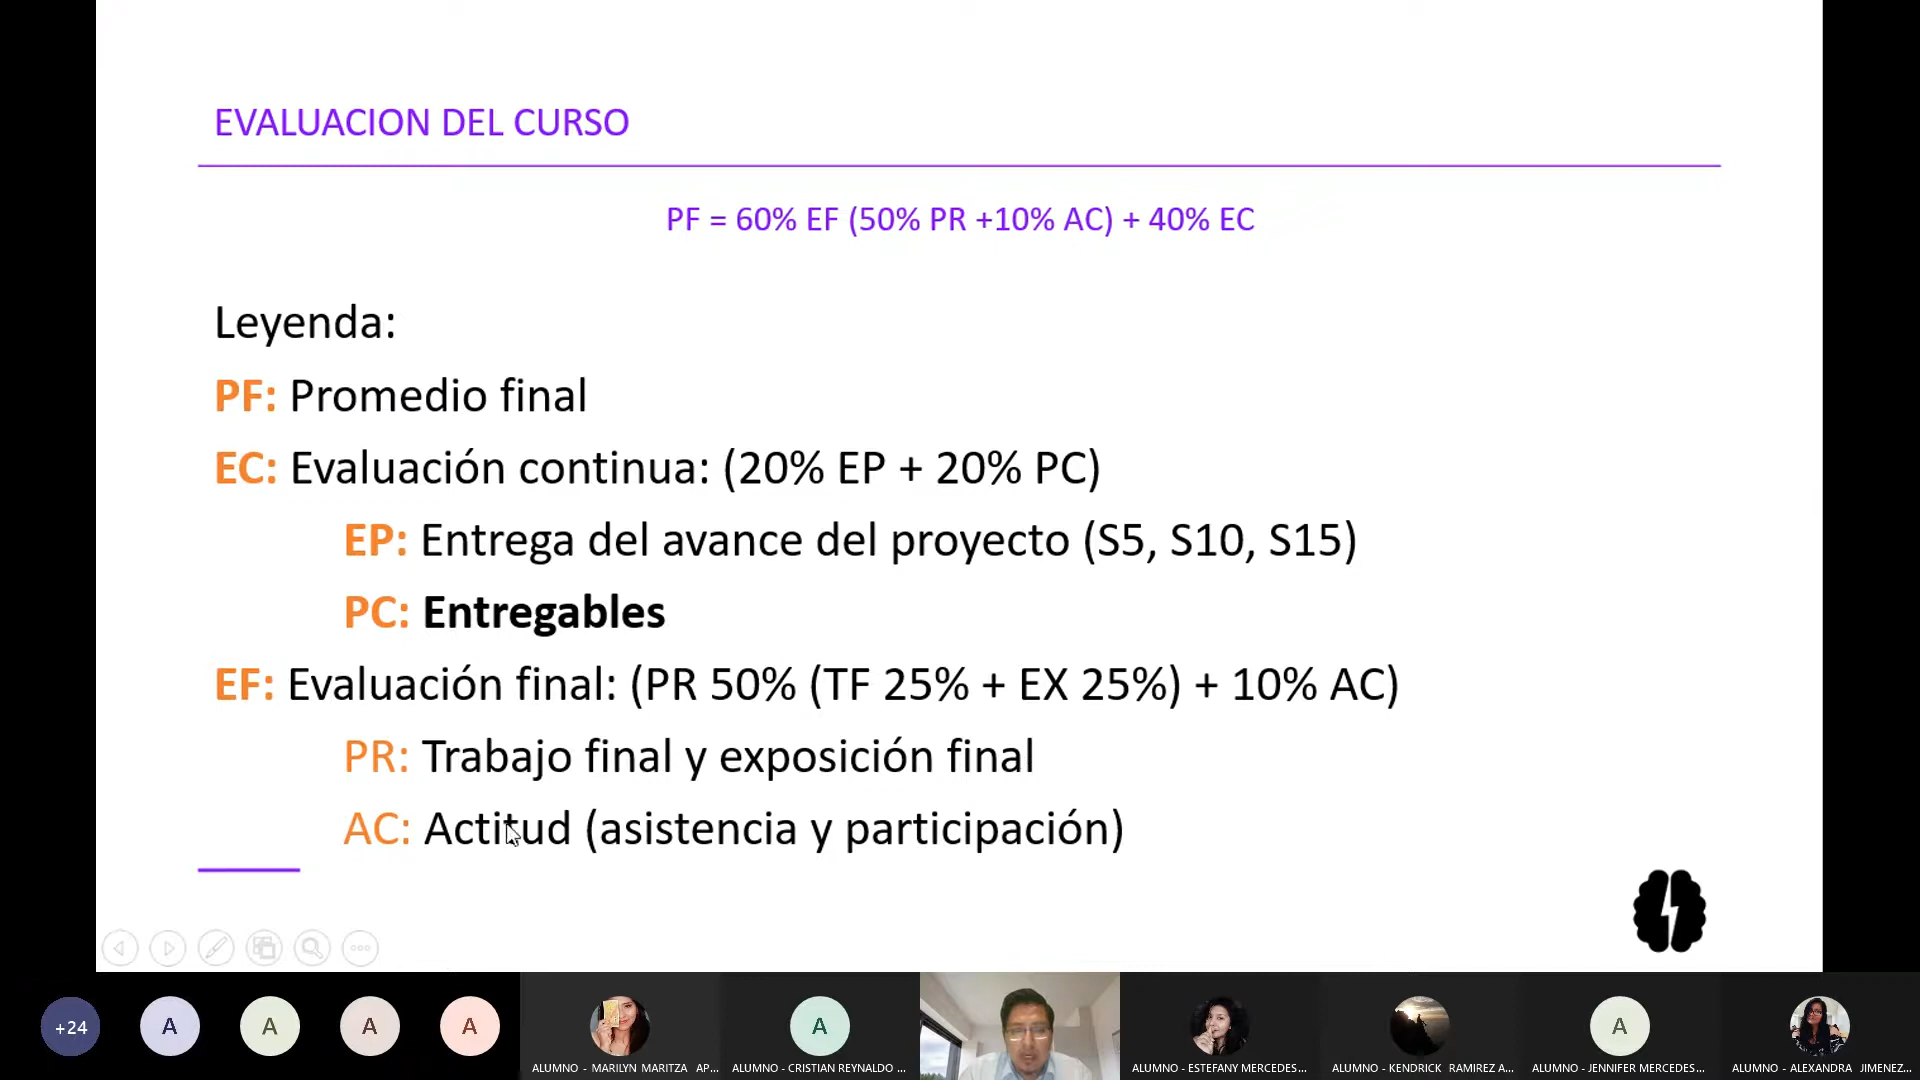 EVALUACION DEL CURSO
PF = 60% EF (50% PR +10% AC) + 40% EC
Leyenda:
PF: Promedio final
EC: Evaluación continua: (20% EP + 20% PC)
EP: Entrega del avance del proyecto (S5, S10, S15)
PC: Entregables
EF: Evaluación final: (PR 50% (TF 25% + EX 25%) + 10% AC)
PR: Trabajo final y exposición final
AC: Actitud (asistencia y participación)
+24
A
A
A
A
A
A
ALUMNO - MARILYN MARITZA AP...
ALUMNO - CRISTIAN REYNALDO ...
ALUMNO - ESTEFANY MERCEDES...
ALUMNO - KENDRICK RAMIREZ A...
ALUMNO - JENNIFER MERCEDES...
ALUMNO - ALEXANDRA JIMENEZ...